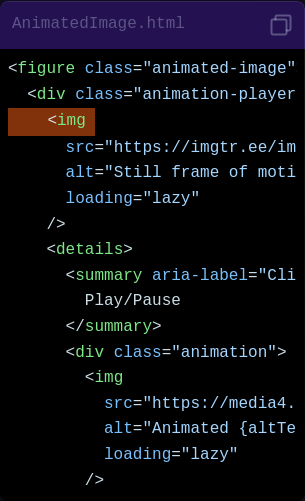 AnimatedImage.html
<figure class="animated-image"
<div class="animation-player
<img
src="https://imgtr.ee/im
alt="Still frame of moti
loading="lazy"
/>
<details>
<summary aria-label="Cli
Play/Pause
</summary>
<div class="animation">
<img
src="https://media4.
alt="Animated {altTe
loading="lazy"
/>